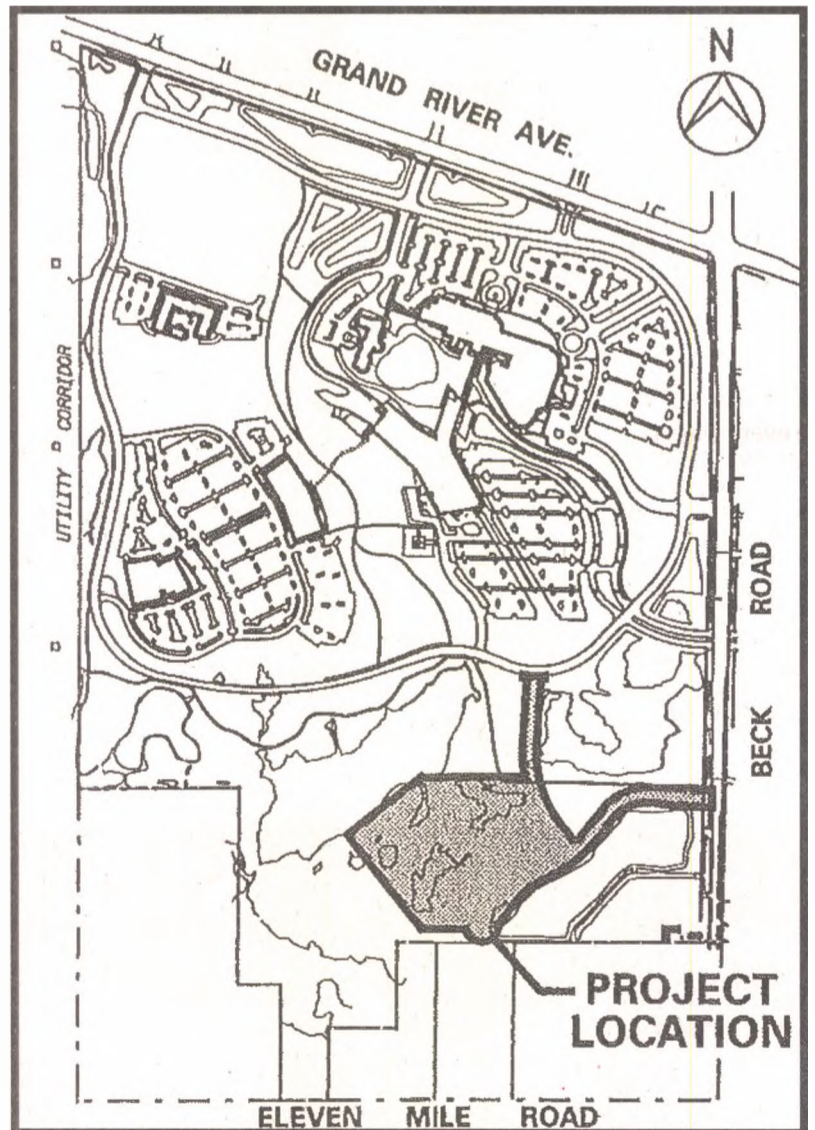 N
GRAND RIVER AVE.
UTILITY CORRIDOR
BECK ROAD
PROJECT
LOCATION
ELEVEN MILE ROAD